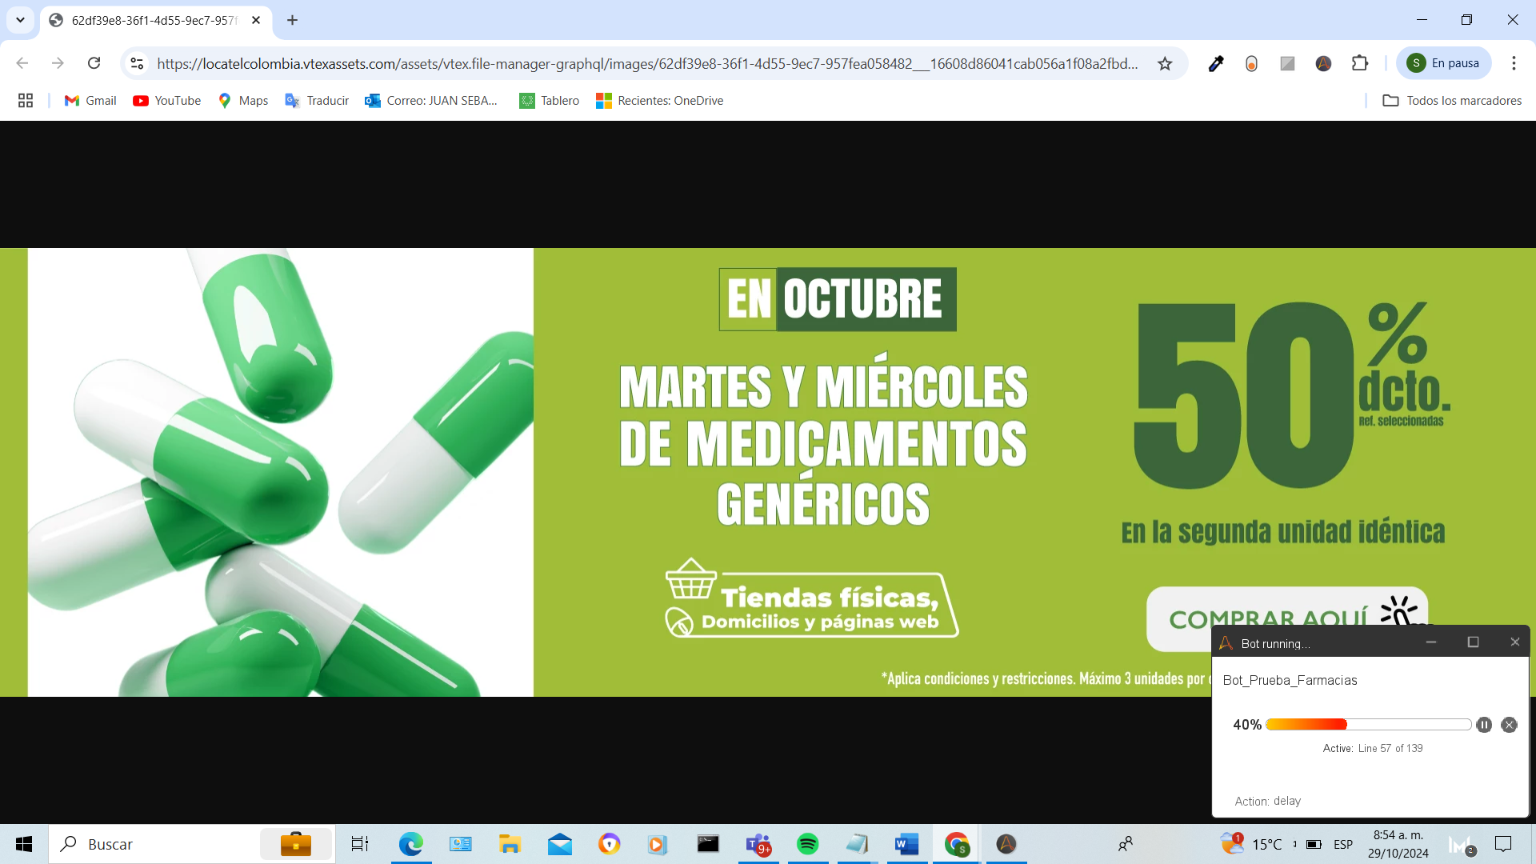 62df39e8-36f1-4d55-9ec7-957f
https://locatelcolombia.vtexassets.com/assets/vtex.file-manager-graphql/images/62df39e8-36f1-4d55-9ec7-957fea058482___16608d86041cab056a1f08a2fbd...
S En pausa
Gmail YouTube Maps Traducir Correo: JUAN SEBA... Tablero Recientes: OneDrive Todos los marcadores
EN OCTUBRE
MARTES Y MIÉRCOLES
DE MEDICAMENTOS
GENÉRICOS
Tiendas físicas,
Domicilios y páginas web
50% dcto.
Ref. seleccionadas
En la segunda unidad idéntica
COMPRAR AQUÍ
*Aplica condiciones y restricciones. Máximo 3 unidades por
Bot running...
Bot_Prueba_Farmacias
40%
Active: Line 57 of 139
Action: delay
Buscar
9+
1
15°C
ESP
8:54 a. m.
29/10/2024
2